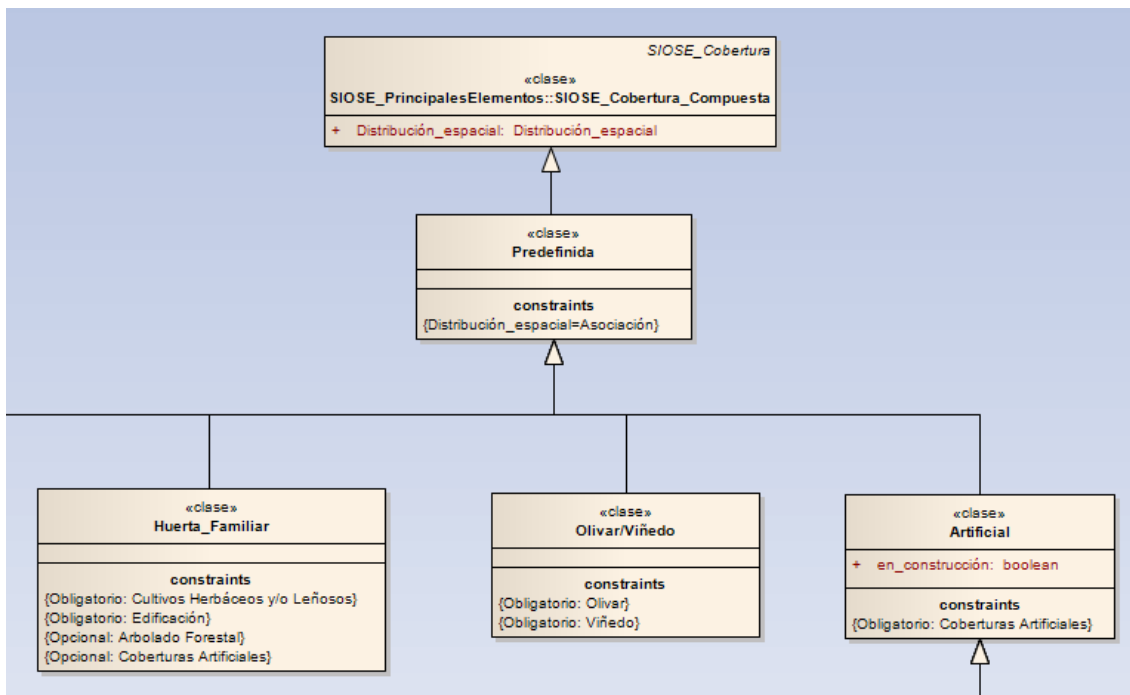 SIOSE_Cobertura
«clase»
SIOSE_PrincipalesElementos::SIOSE_Cobertura_Compuesta
+ Distribución_espacial: Distribución_espacial
«clase»
Predefinida
constraints
{Distribución_espacial=Asociación}
«clase»
Huerta_Familiar
constraints
{Obligatorio: Cultivos Herbáceos y/o Leñosos}
{Obligatorio: Edificación}
{Opcional: Arbolado Forestal}
{Opcional: Coberturas Artificiales}
«clase»
Olivar/Viñedo
constraints
{Obligatorio: Olivar}
{Obligatorio: Viñedo}
«clase»
Artificial
+ en_construcción: boolean
constraints
{Obligatorio: Coberturas Artificiales}